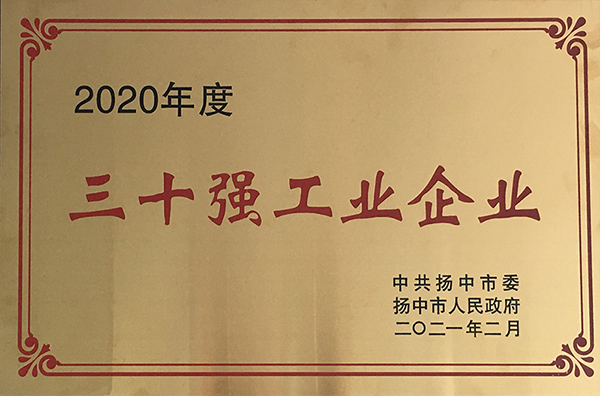 2020年度
三十强工业企业
中共扬中市委
扬中市人民政府
二〇二一年二月